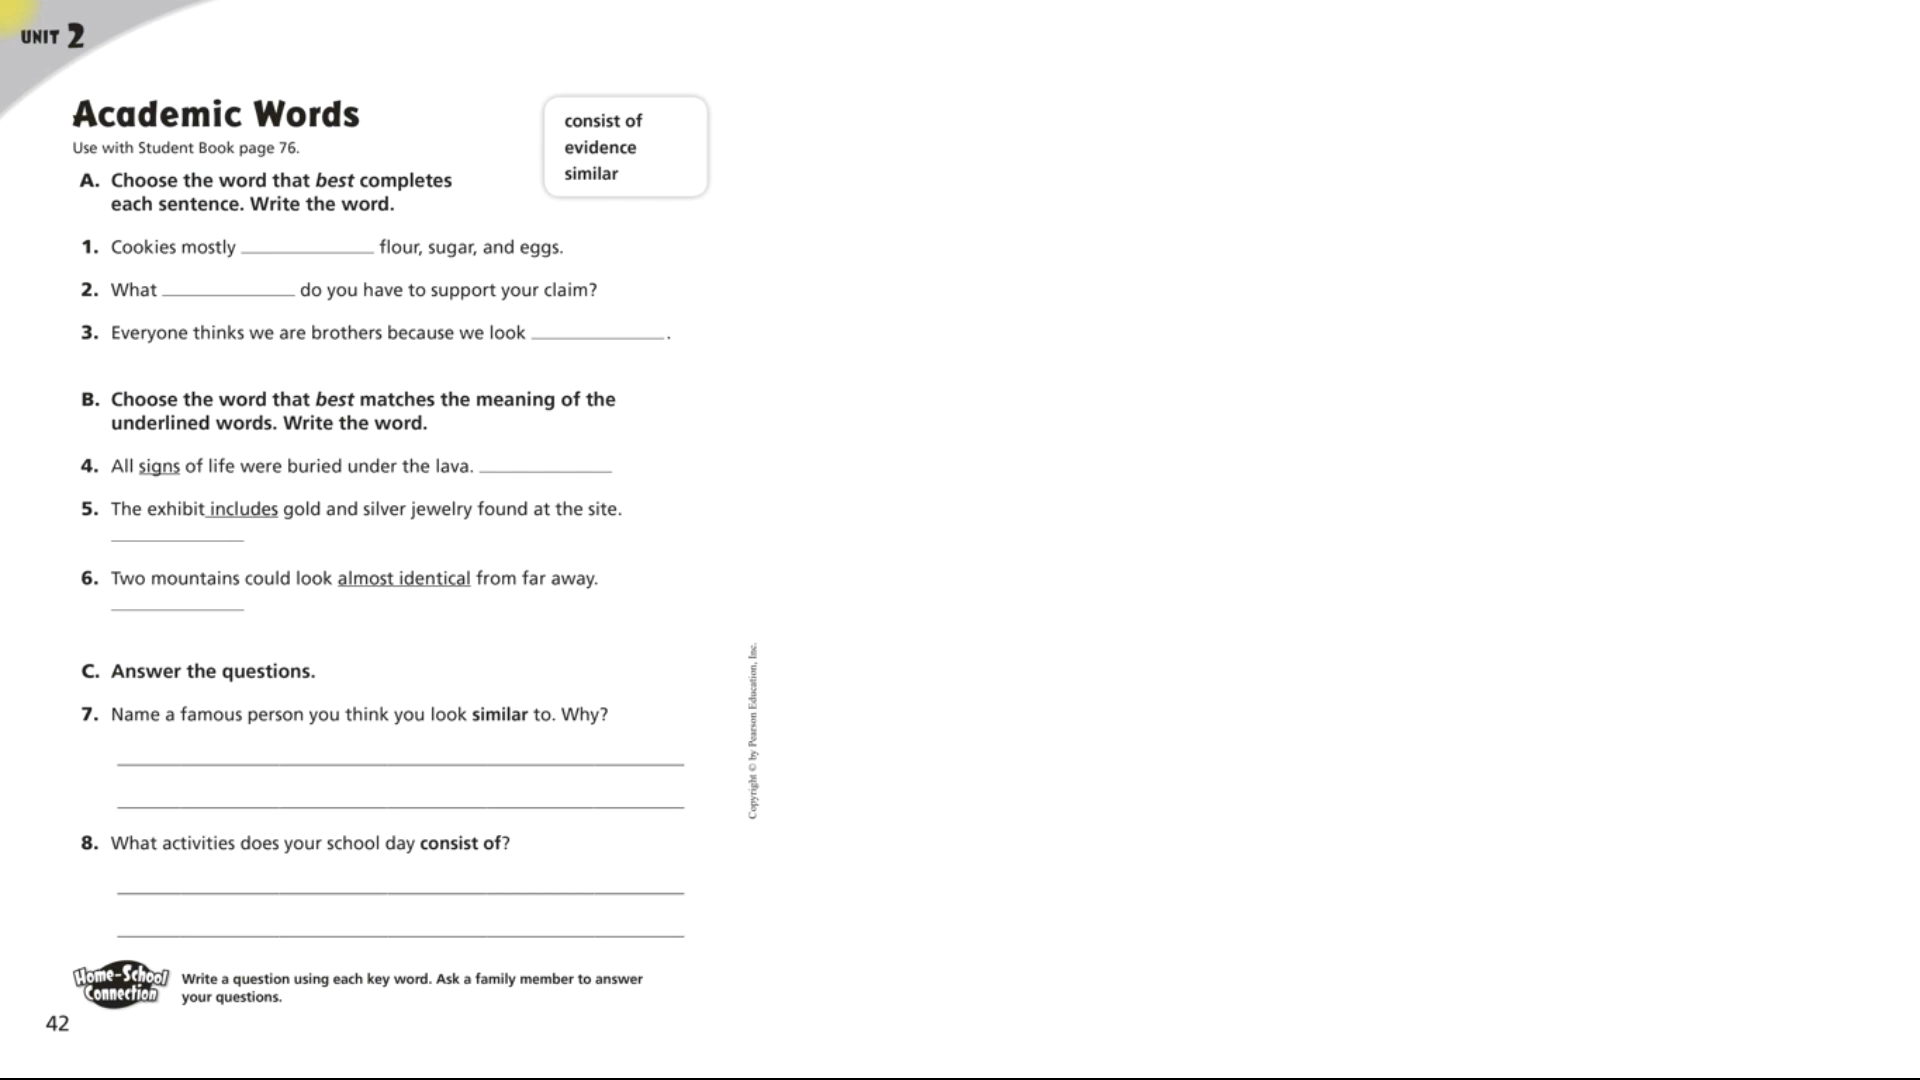 UNIT 2
Academic Words
Use with Student Book page 76.
consist of
evidence
similar
A. Choose the word that best completes
each sentence. Write the word.
1. Cookies mostly ____________ flour, sugar, and eggs.
2. What ____________ do you have to support your claim?
3. Everyone thinks we are brothers because we look ____________.
B. Choose the word that best matches the meaning of the
underlined words. Write the word.
4. All signs of life were buried under the lava. ____________
5. The exhibit includes gold and silver jewelry found at the site.
____________
6. Two mountains could look almost identical from far away.
____________
C. Answer the questions.
7. Name a famous person you think you look similar to. Why?
8. What activities does your school day consist of?
Home-School
Connection
Write a question using each key word. Ask a family member to answer
your questions.
42
Copyright © by Pearson Education, Inc.